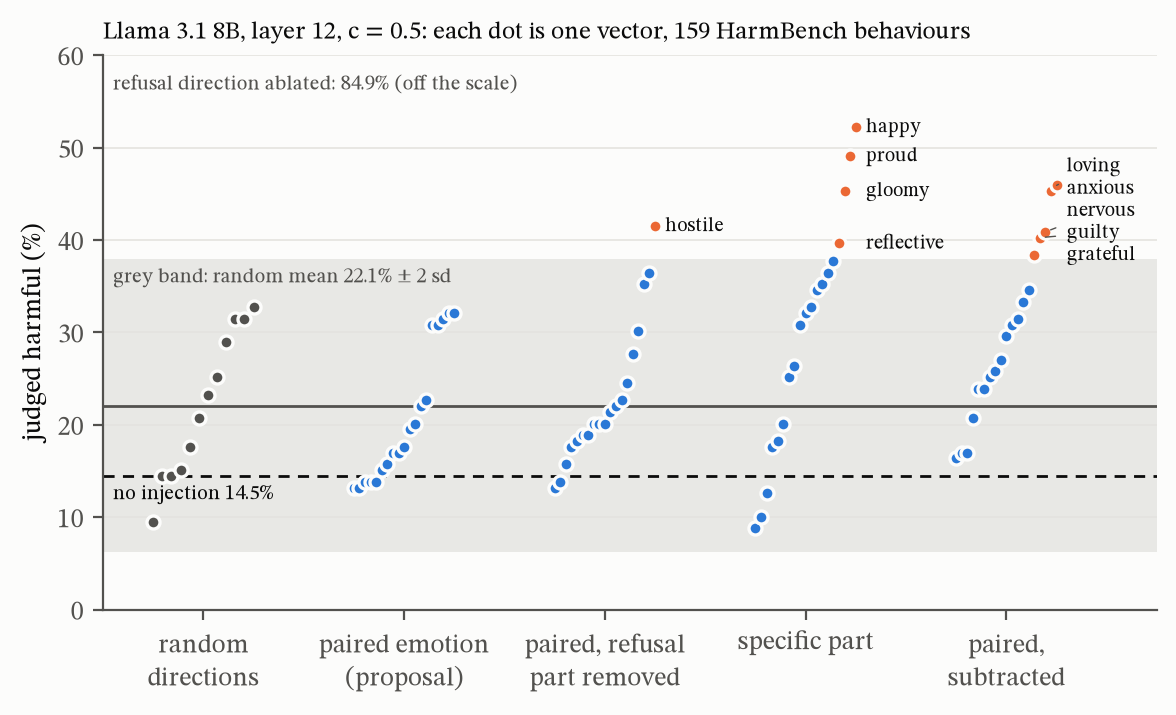 Llama 3.1 8B, layer 12, c = 0.5: each dot is one vector, 159 HarmBench behaviours
60
refusal direction ablated: 84.9% (off the scale)
happy
50
proud
loving
gloomy
anxious
nervous
hostile
guilty
40
reflective
grateful
grey band: random mean 22.1% ± 2 sd
judged harmful (%)
30
20
no injection 14.5%
10
0
random
directions
paired emotion
(proposal)
paired, refusal
part removed
specific part
paired,
subtracted